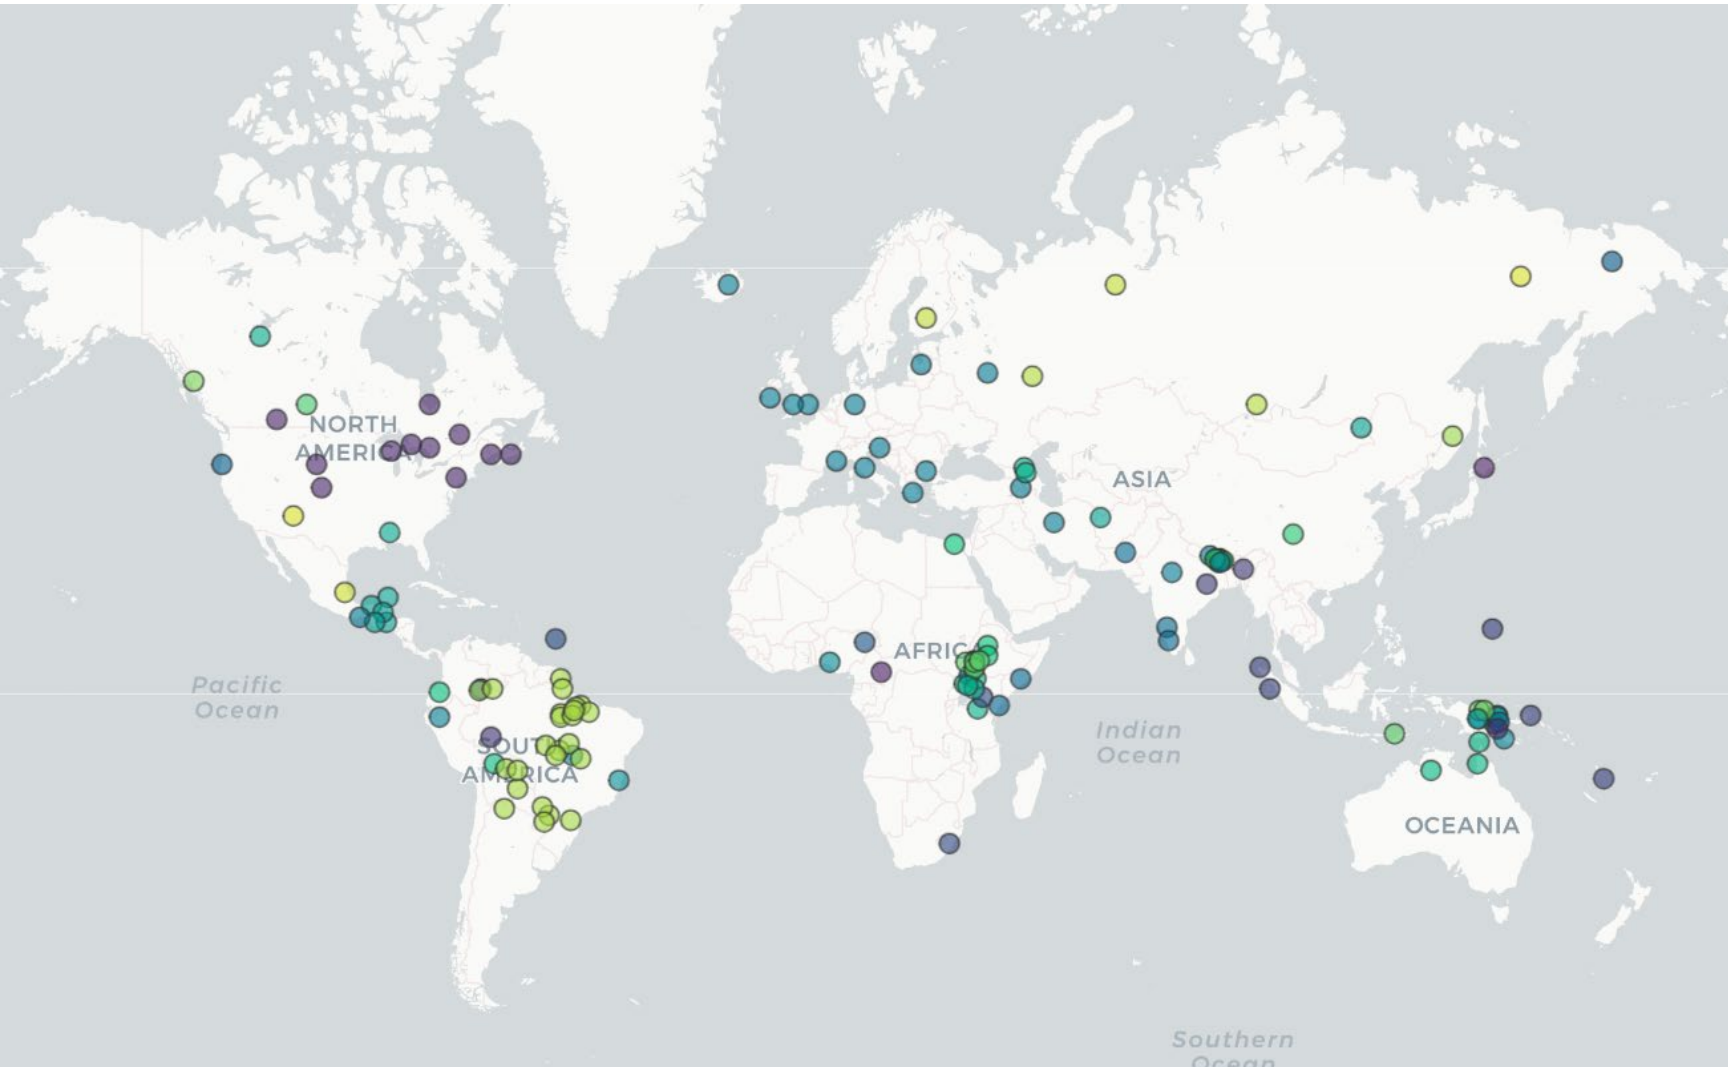 NORTH
AMERICA
ASIA
AFRICA
Pacific
Ocean
SOUTH
AMERICA
Indian
Ocean
OCEANIA
Southern
Ocean